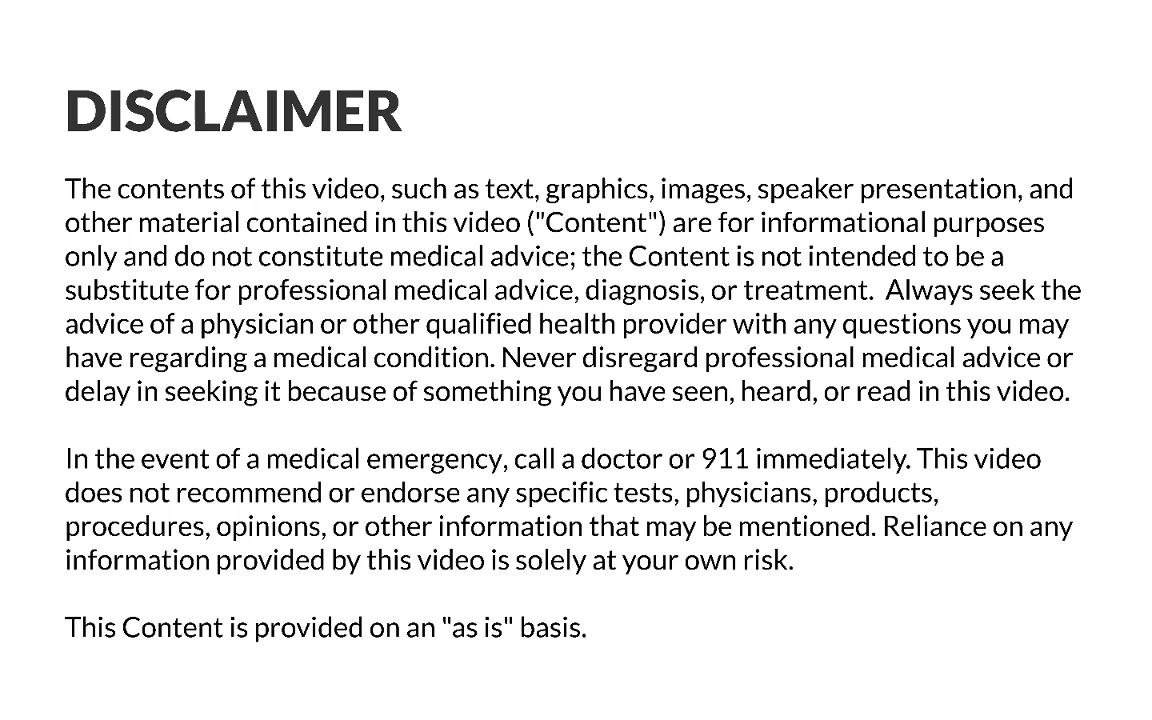 DISCLAIMER
The contents of this video, such as text, graphics, images, speaker presentation, and
other material contained in this video ("Content") are for informational purposes
only and do not constitute medical advice; the Content is not intended to be a
substitute for professional medical advice, diagnosis, or treatment.  Always seek the
advice of a physician or other qualified health provider with any questions you may
have regarding a medical condition. Never disregard professional medical advice or
delay in seeking it because of something you have seen, heard, or read in this video.
In the event of a medical emergency, call a doctor or 911 immediately. This video
does not recommend or endorse any specific tests, physicians, products,
procedures, opinions, or other information that may be mentioned. Reliance on any
information provided by this video is solely at your own risk.
This Content is provided on an "as is" basis.